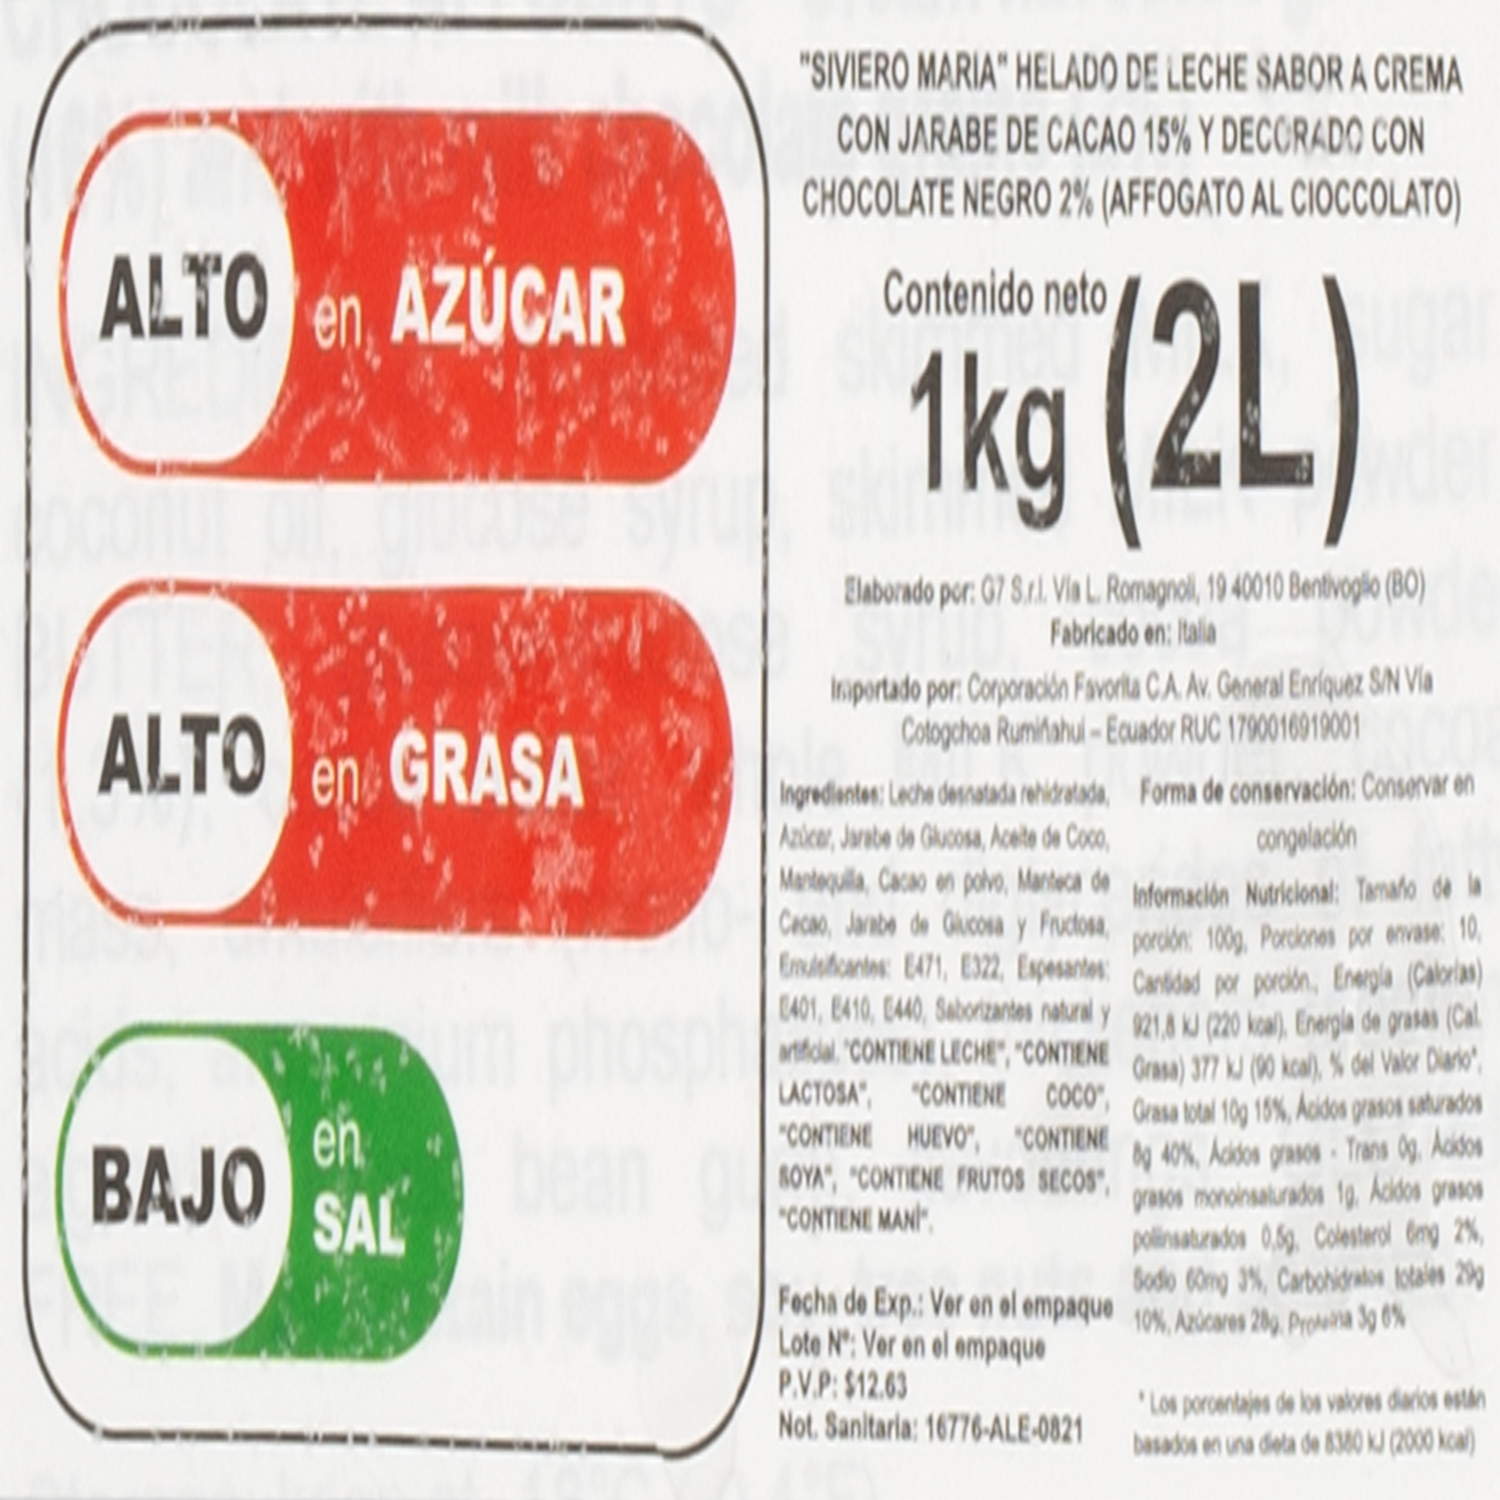 ALTO en AZÚCAR
ALTO en GRASA
BAJO en SAL
"SIVIERO MARIA" HELADO DE LECHE SABOR A CREMA
CON JARABE DE CACAO 15% Y DECORADO CON
CHOCOLATE NEGRO 2% (AFFOGATO AL CIOCCOLATO)
Contenido neto
1kg (2L)
Elaborado por: G7 S.r.l. Vía L. Romagnoli, 19 40010 Bentivoglio (BO)
Fabricado en: Italia
Importado por: Corporación Favorita C.A. Av. General Enríquez S/N Vía
Cotogchoa Rumiñahui – Ecuador RUC 1790016919001
Ingredientes: Leche desnatada rehidratada,
Azúcar, Jarabe de Glucosa, Aceite de Coco,
Mantequilla, Cacao en polvo, Manteca de
Cacao, Jarabe de Glucosa y Fructosa,
Emulsificantes: E471, E322, Espesantes:
E401, E410, E440, Saborizantes natural y
artificial. "CONTIENE LECHE", "CONTIENE
LACTOSA", "CONTIENE COCO",
"CONTIENE HUEVO", "CONTIENE
SOYA", "CONTIENE FRUTOS SECOS",
"CONTIENE MANÍ".
Fecha de Exp.: Ver en el empaque
Lote N°: Ver en el empaque
P.V.P: $12.63
Not. Sanitaria: 16776-ALE-0821
Forma de conservación: Conservar en
congelación
Información Nutricional: Tamaño de la
porción: 100g, Porciones por envase: 10,
Cantidad por porción., Energía (Calorías)
921,8 kJ (220 kcal), Energía de grasas (Cal.
Grasa) 377 kJ (90 kcal), % del Valor Diario*,
Grasa total 10g 15%, Ácidos grasos saturados
8g 40%, Ácidos grasos - Trans 0g, Ácidos
grasos monoinsaturados 1g, Ácidos grasos
poliinsaturados 0,5g, Colesterol 6mg 2%,
Sodio 60mg 3%, Carbohidratos totales 29g
10%, Azúcares 28g, Proteína 3g 6%
* Los porcentajes de los valores diarios están
basados en una dieta de 8380 kJ (2000 kcal)